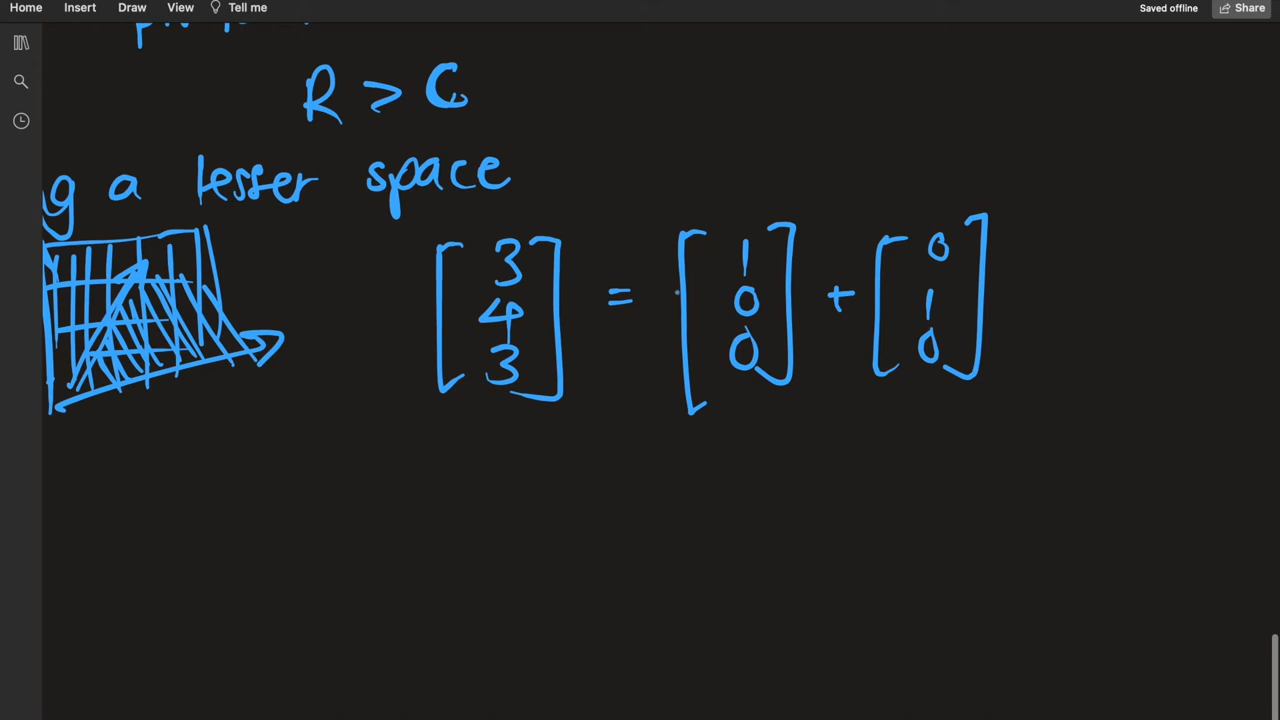 Home Insert Draw View Tell me Saved offline Share
R > C
g a lesser space
[ 3 4 3 ] = [ 1 0 0 ] + [ 0 1 0 ]